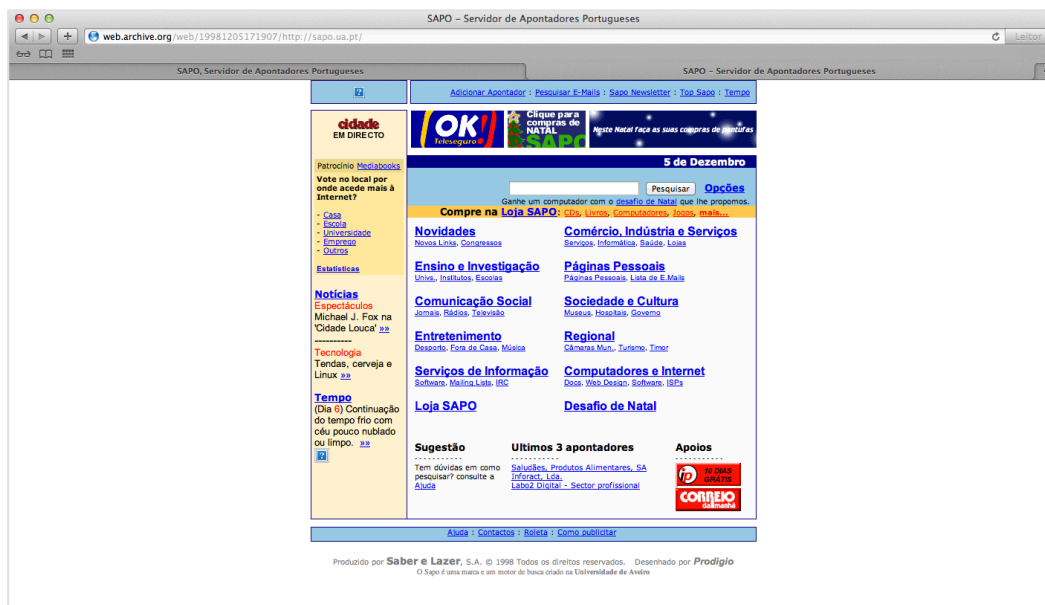 SAPO – Servidor de Apontadores Portugueses
web.archive.org/web/19981205171907/http://sapo.ua.pt/
Leitor
SAPO, Servidor de Apontadores Portugueses
SAPO – Servidor de Apontadores Portugueses
Adicionar Apontador : Pesquisar E-Mails : Sapo Newsletter : Top Sapo : Tempo
cidade
EM DIRECTO
OK!
Teleseguro
Clique para
compras de
NATAL
SAPO
Neste Natal faça as suas compras de pantufas
Patrocínio Mediabooks
5 de Dezembro
Vote no local por
onde acede mais à
Internet?
- Casa
- Escola
- Universidade
- Emprego
- Outros
Estatísticas
Pesquisar Opções
Ganhe um computador com o desafio de Natal que lhe propomos.
Compre na Loja SAPO: CDs, Livros, Computadores, Jogos, mais...
Novidades
Novos Links, Congressos
Comércio, Indústria e Serviços
Serviços, Informática, Saúde, Lojas
Ensino e Investigação
Univs., Institutos, Escolas
Páginas Pessoais
Páginas Pessoais, Lista de E.Mails
Comunicação Social
Jornais, Rádios, Televisão
Sociedade e Cultura
Museus, Hospitais, Governo
Entretenimento
Desporto, Fora de Casa, Música
Regional
Câmaras Mun., Turismo, Timor
Serviços de Informação
Software, Mailing Lists, IRC
Computadores e Internet
Docs, Web Design, Software, ISPs
Loja SAPO
Desafio de Natal
Notícias
Espectáculos
Michael J. Fox na
'Cidade Louca' »»
----------
Tecnologia
Tendas, cerveja e
Linux »»
Tempo
(Dia 6) Continuação
do tempo frio com
céu pouco nublado
ou limpo. »»
Sugestão
Tem dúvidas em como
pesquisar? consulte a
Ajuda
Ultimos 3 apontadores
Saludães, Produtos Alimentares, SA
Inforact, Lda.
Labo2 Digital - Sector profissional
Apoios
ip 10 DIAS
GRÁTIS
CORREIO
da manhã
Ajuda : Contactos : Roleta : Como publicitar
Produzido por Saber e Lazer, S.A. © 1998 Todos os direitos reservados. Desenhado por Prodígio
O Sapo é uma marca e um motor de busca criado na Universidade de Aveiro